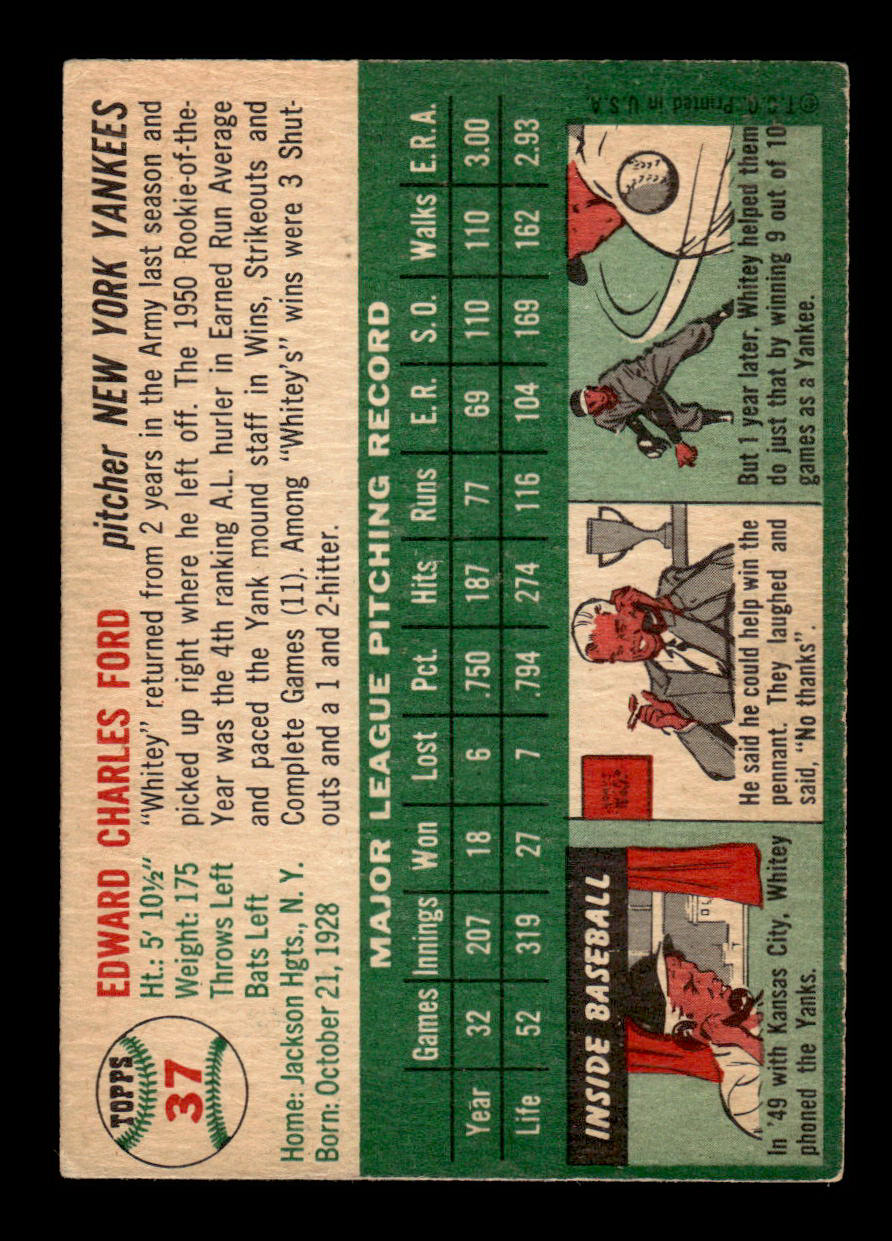 TOPPS
37
EDWARD CHARLES FORD pitcher NEW YORK YANKEES
Ht.: 5' 10½"
Weight: 175
Throws Left
Bats Left
Home: Jackson Hgts., N. Y.
Born: October 21, 1928
"Whitey" returned from 2 years in the Army last season and
picked up right where he left off. The 1950 Rookie-of-the-
Year was the 4th ranking A.L. hurler in Earned Run Average
and paced the Yank mound staff in Wins, Strikeouts and
Complete Games (11). Among "Whitey's" wins were 3 Shut-
outs and a 1 and 2-hitter.
MAJOR LEAGUE PITCHING RECORD
Games Innings Won Lost Pct. Hits Runs E. R. S. O. Walks E. R. A.
Year 32 207 18 6 .750 187 77 69 110 110 3.00
Life 52 319 27 7 .794 274 116 104 169 162 2.93
INSIDE BASEBALL
In '49 with Kansas City, Whitey
phoned the Yanks.
He said he could help win the
pennant. They laughed and
said, "No thanks".
But 1 year later, Whitey helped them
do just that by winning 9 out of 10
games as a Yankee.
© T. C. G. Printed in U. S. A.